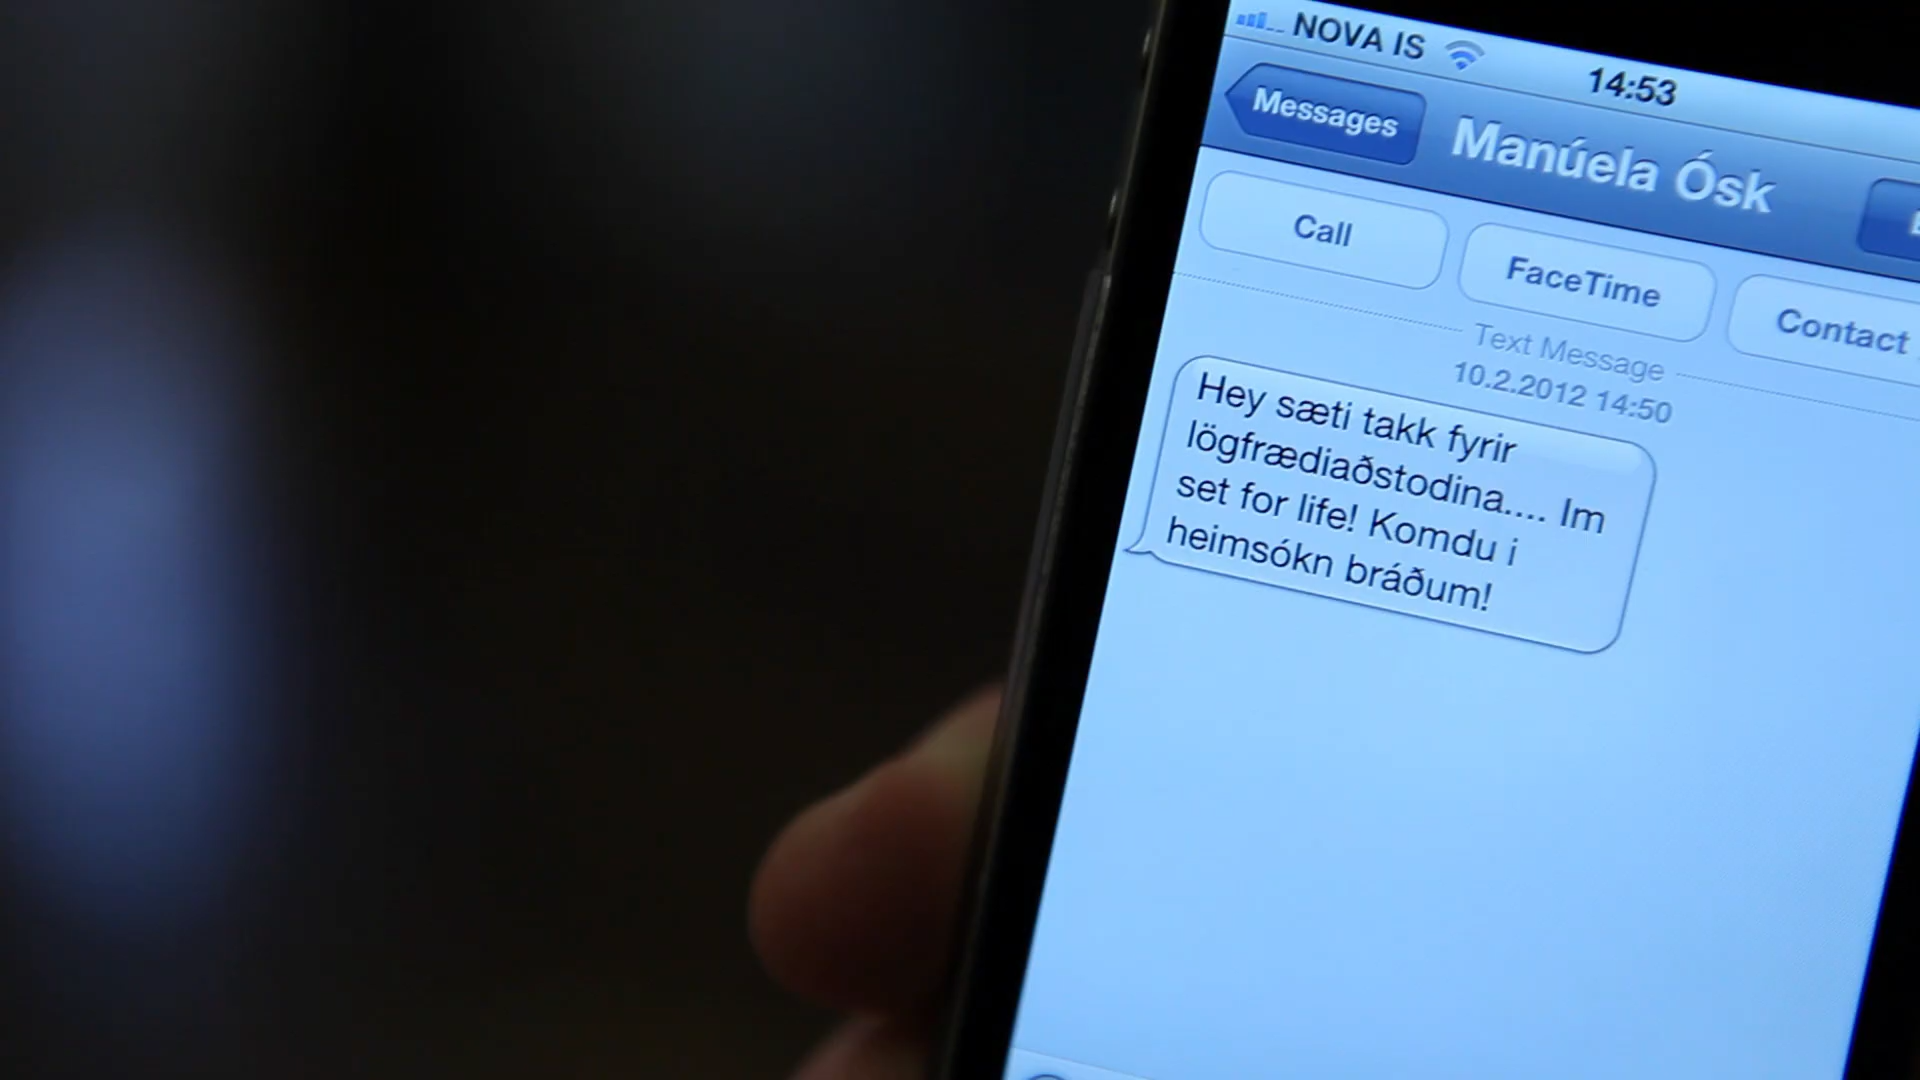 NOVA IS
14:53
Messages
Manúela Ósk
Call
FaceTime
Contact
Text Message
10.2.2012 14:50
Hey sæti takk fyrir
lögfrædiaðstodina.... Im
set for life! Komdu i
heimsókn bráðum!